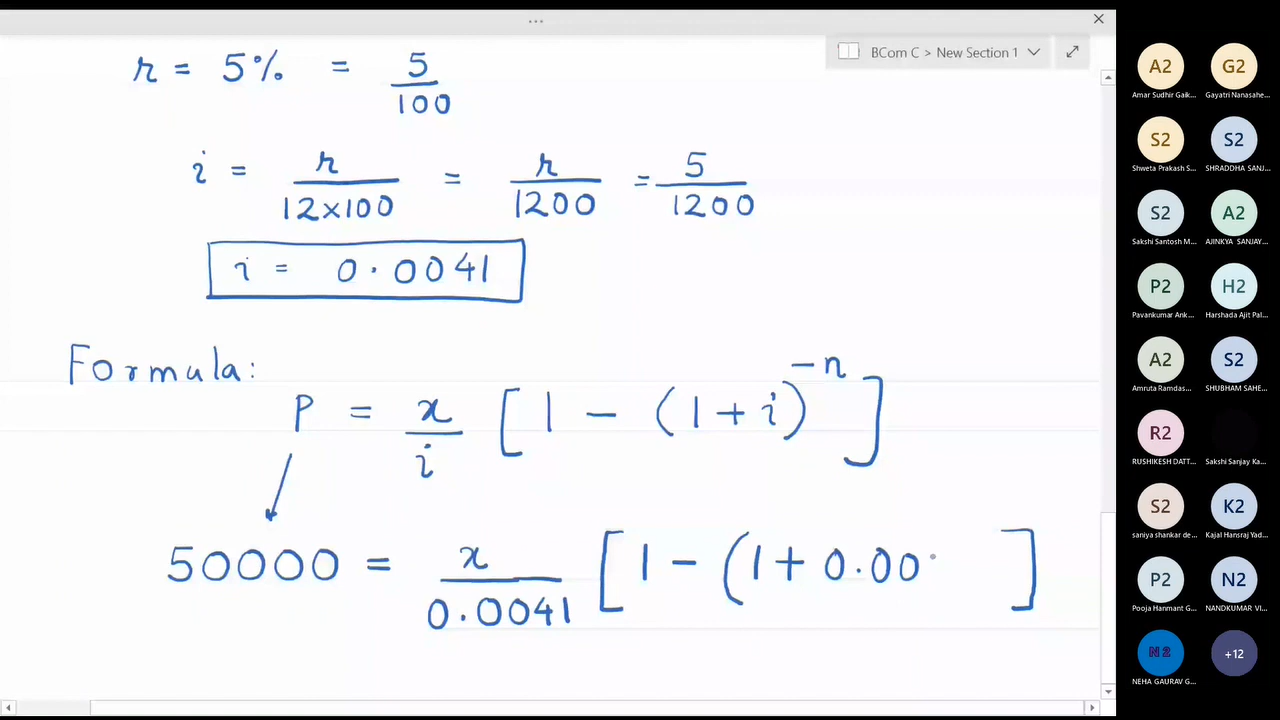 BCom C > New Section 1
r = 5% = 5/100
i = r/12×100 = r/1200 = 5/1200
i = 0.0041
Formula:
P = x/i [1 - (1 + i)^-n]
50000 = x/0.0041 [1 - (1 + 0.00 ]
A2 G2
Amar Sudhir Gaik... Gayatri Nanasahe...
S2 S2
Shweta Prakash S... SHRADDHA SANJ...
S2 A2
Sakshi Santosh M... AJINKYA SANJAY...
P2 H2
Pavankumar Ank... Harshada Ajit Pal...
A2 S2
Amruta Ramdas... SHUBHAM SAHE...
R2
RUSHIKESH DATT... Sakshi Sanjay Ka...
S2 K2
saniya shankar de... Kajal Hansraj Yad...
P2 N2
Pooja Hanmant G... NANDKUMAR VI...
N2 +12
NEHA GAURAV G...